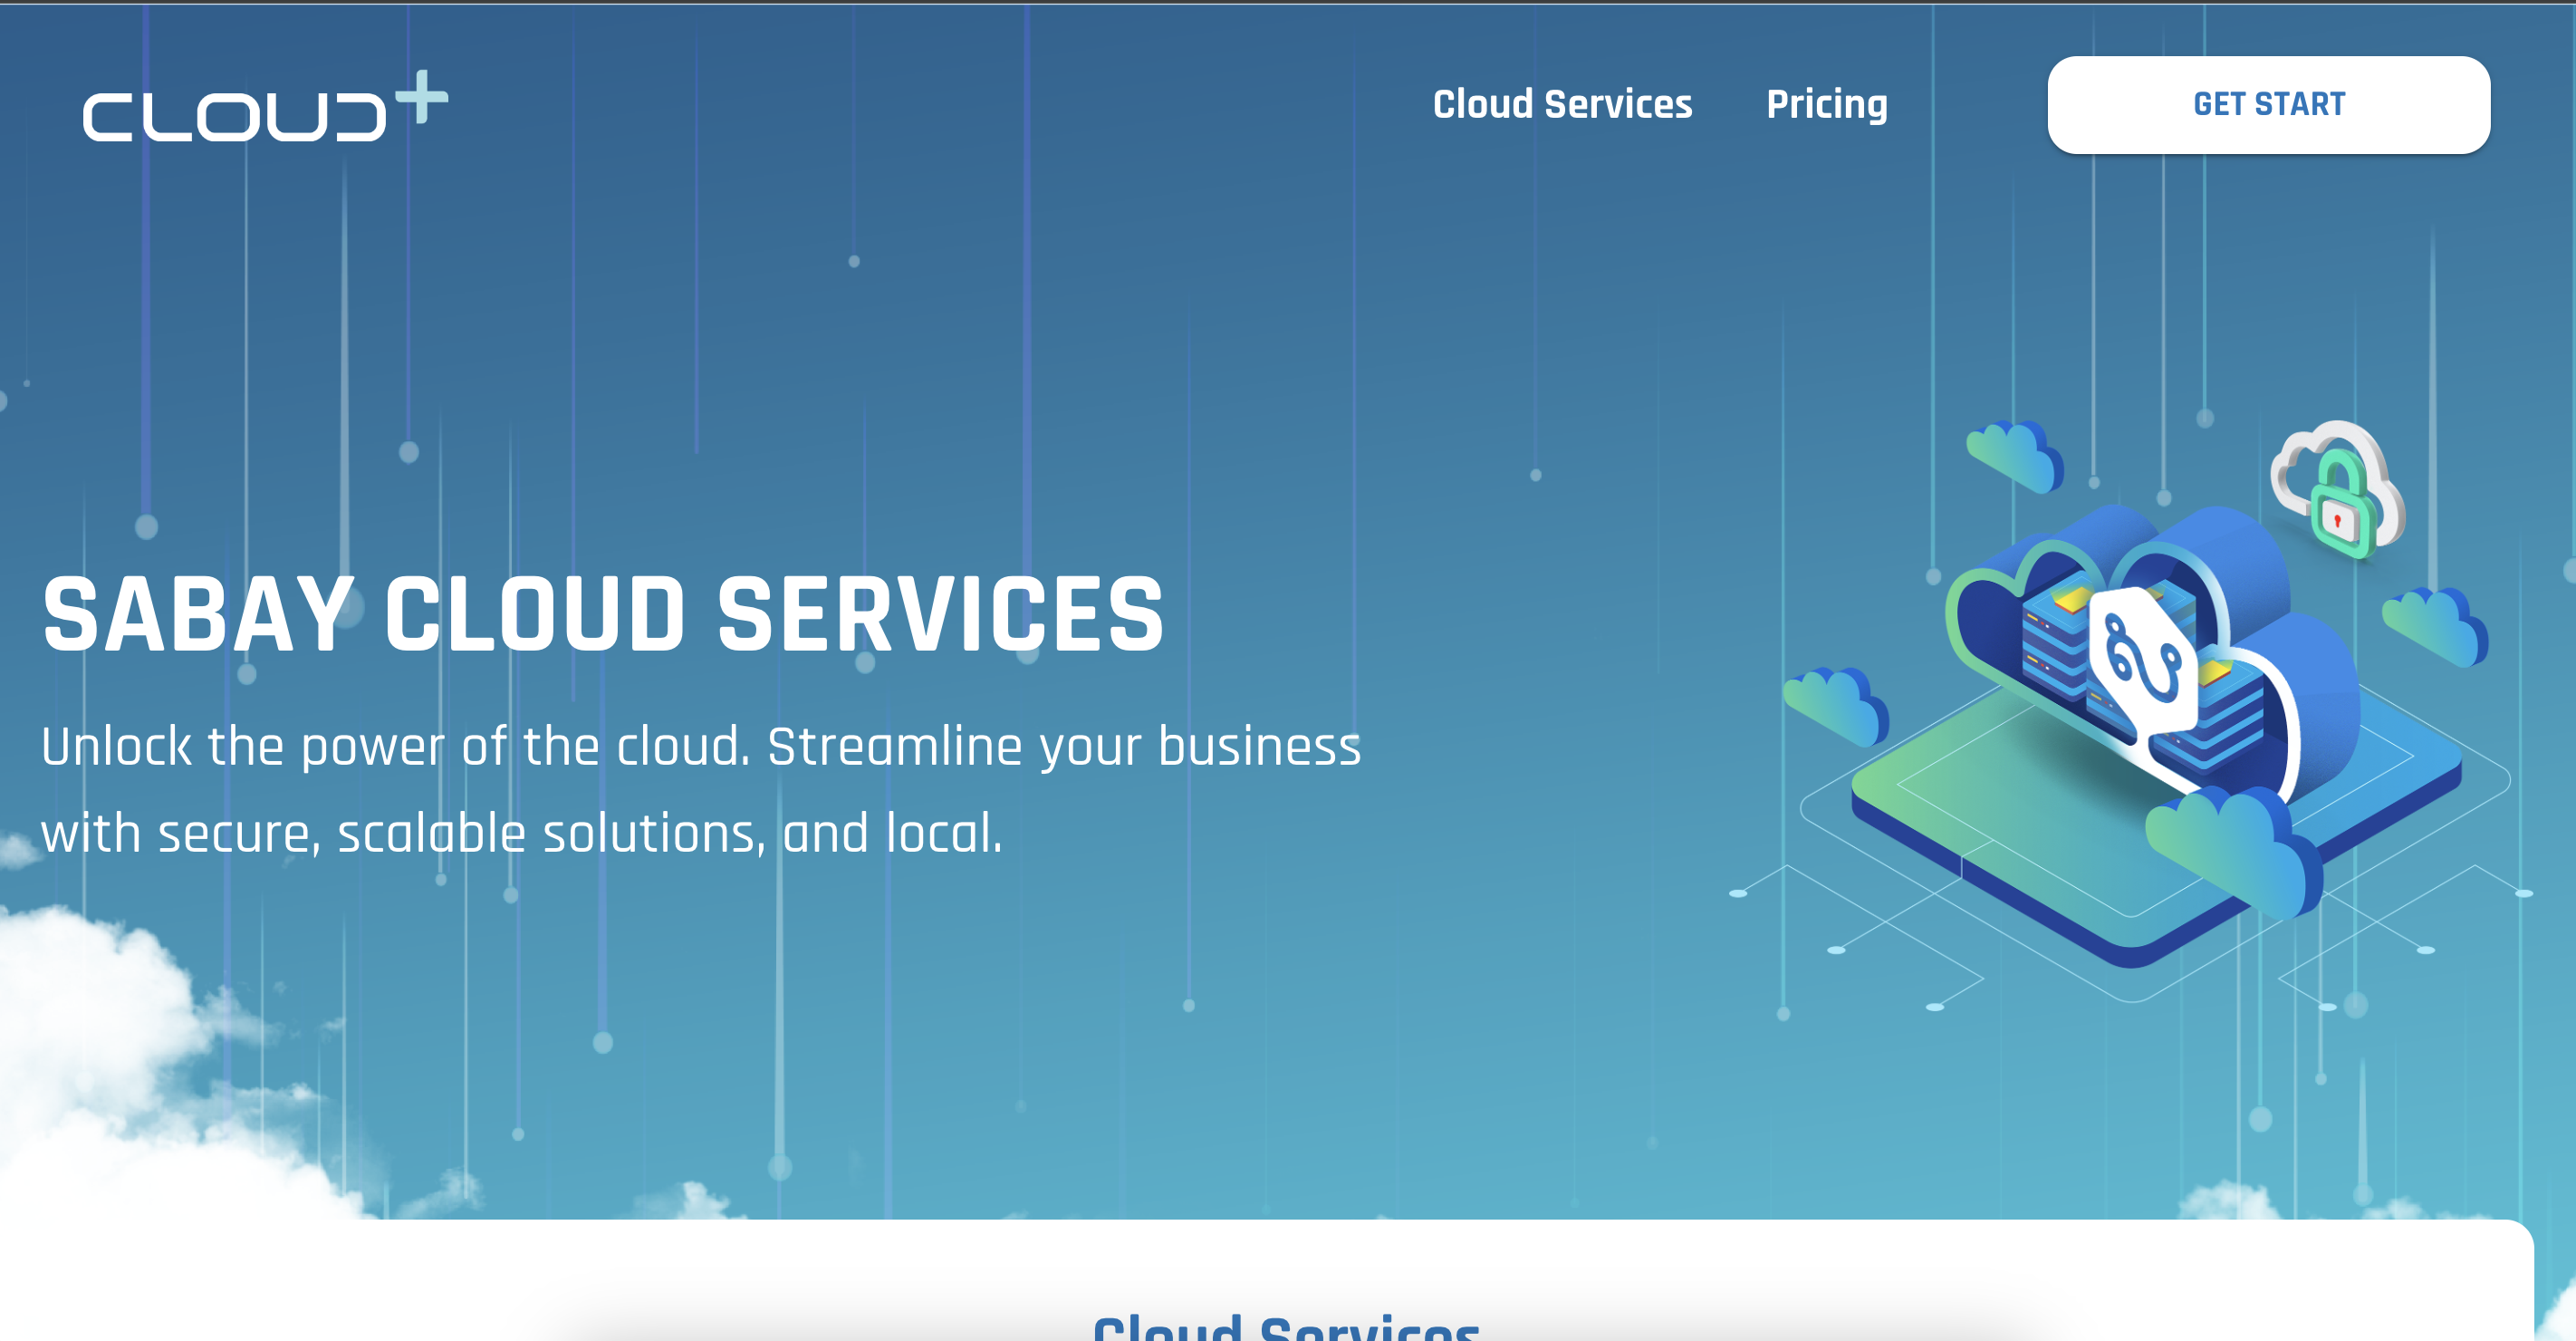 CLOUD+
Cloud Services
Pricing
GET START
SABAY CLOUD SERVICES
Unlock the power of the cloud. Streamline your business
with secure, scalable solutions, and local.
Cloud Services